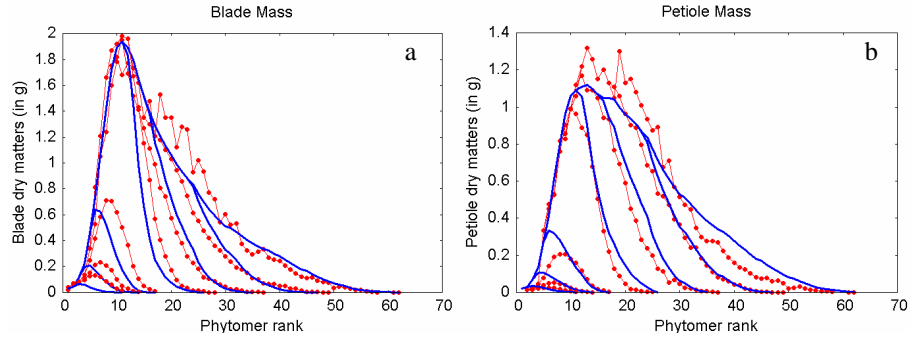 Blade Mass
a
Blade dry matters (in g)
2
1.8
1.6
1.4
1.2
1
0.8
0.6
0.4
0.2
0
0 10 20 30 40 50 60 70
Phytomer rank
Petiole Mass
b
Petiole dry matters (in g)
1.4
1.2
1
0.8
0.6
0.4
0.2
0
0 10 20 30 40 50 60 70
Phytomer rank